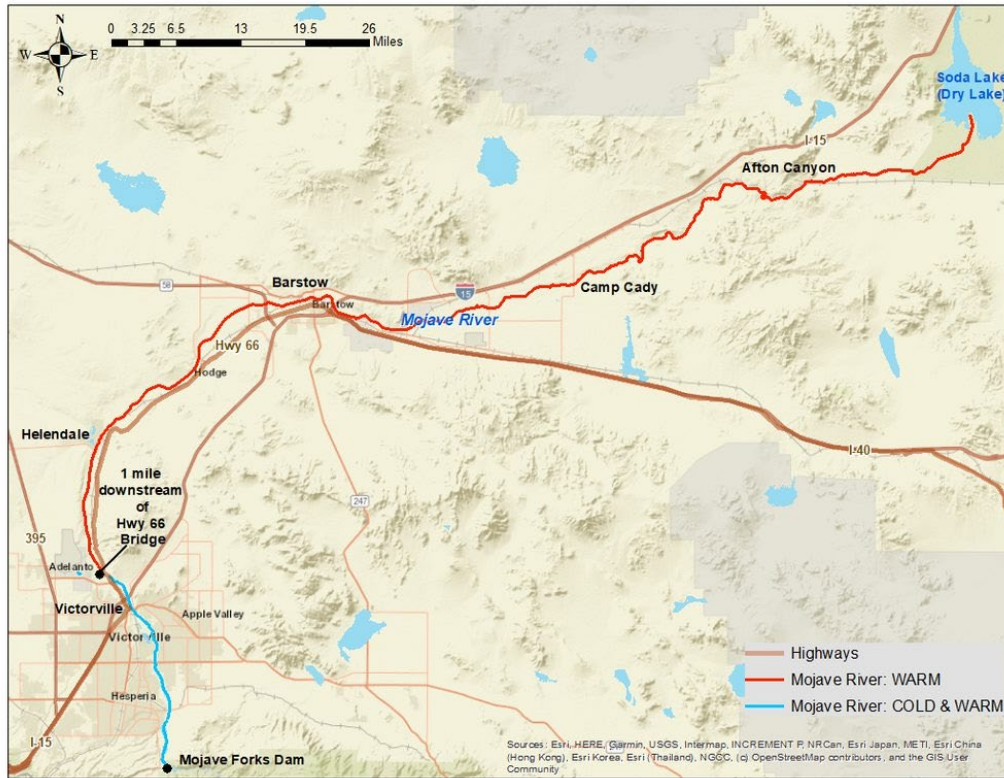 N
W E
S
0 3.25 6.5 13 19.5 26
Miles
Soda Lake
(Dry Lake)
I-15
Afton Canyon
Camp Cady
58
Barstow
Barstow
15
Mojave River
Hwy 66
Hodge
Helendale
I-40
1 mile
downstream
of
Hwy 66
Bridge
247
395
Adelanto
Victorville
Apple Valley
Victorville
Hesperia
I-15
Mojave Forks Dam
Highways
Mojave River: WARM
Mojave River: COLD & WARM
Sources: Esri, HERE, Garmin, USGS, Intermap, INCREMENT P, NRCan, Esri Japan, METI, Esri China
(Hong Kong), Esri Korea, Esri (Thailand), NGCC, (c) OpenStreetMap contributors, and the GIS User
Community